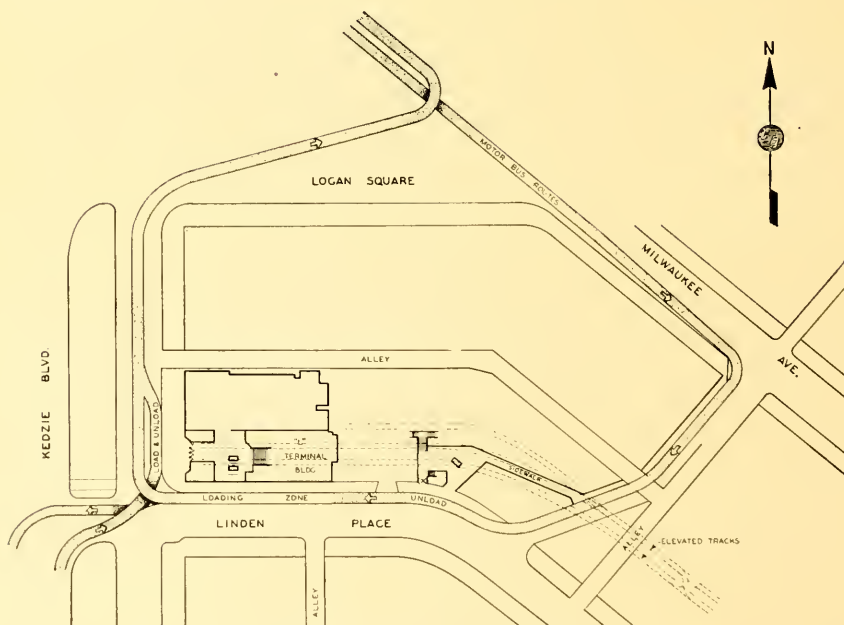 N
MOTOR BUS ROUTES
LOGAN SQUARE
MILWAUKEE
AVE.
KEDZIE BLVD.
ALLEY
LOAD & UNLOAD
"L"
TERMINAL
BLDG
SIDEWALK
LOADING ZONE
UNLOAD
LINDEN PLACE
ALLEY
ELEVATED TRACKS
ALLEY